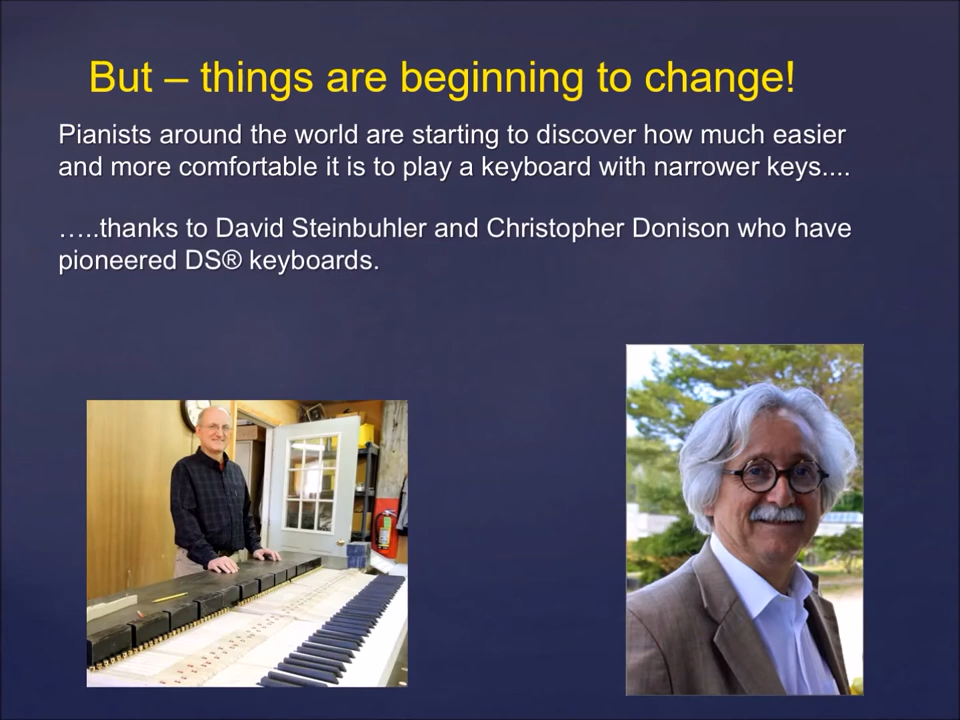 But – things are beginning to change!
Pianists around the world are starting to discover how much easier
and more comfortable it is to play a keyboard with narrower keys....
…..thanks to David Steinbuhler and Christopher Donison who have
pioneered DS® keyboards.